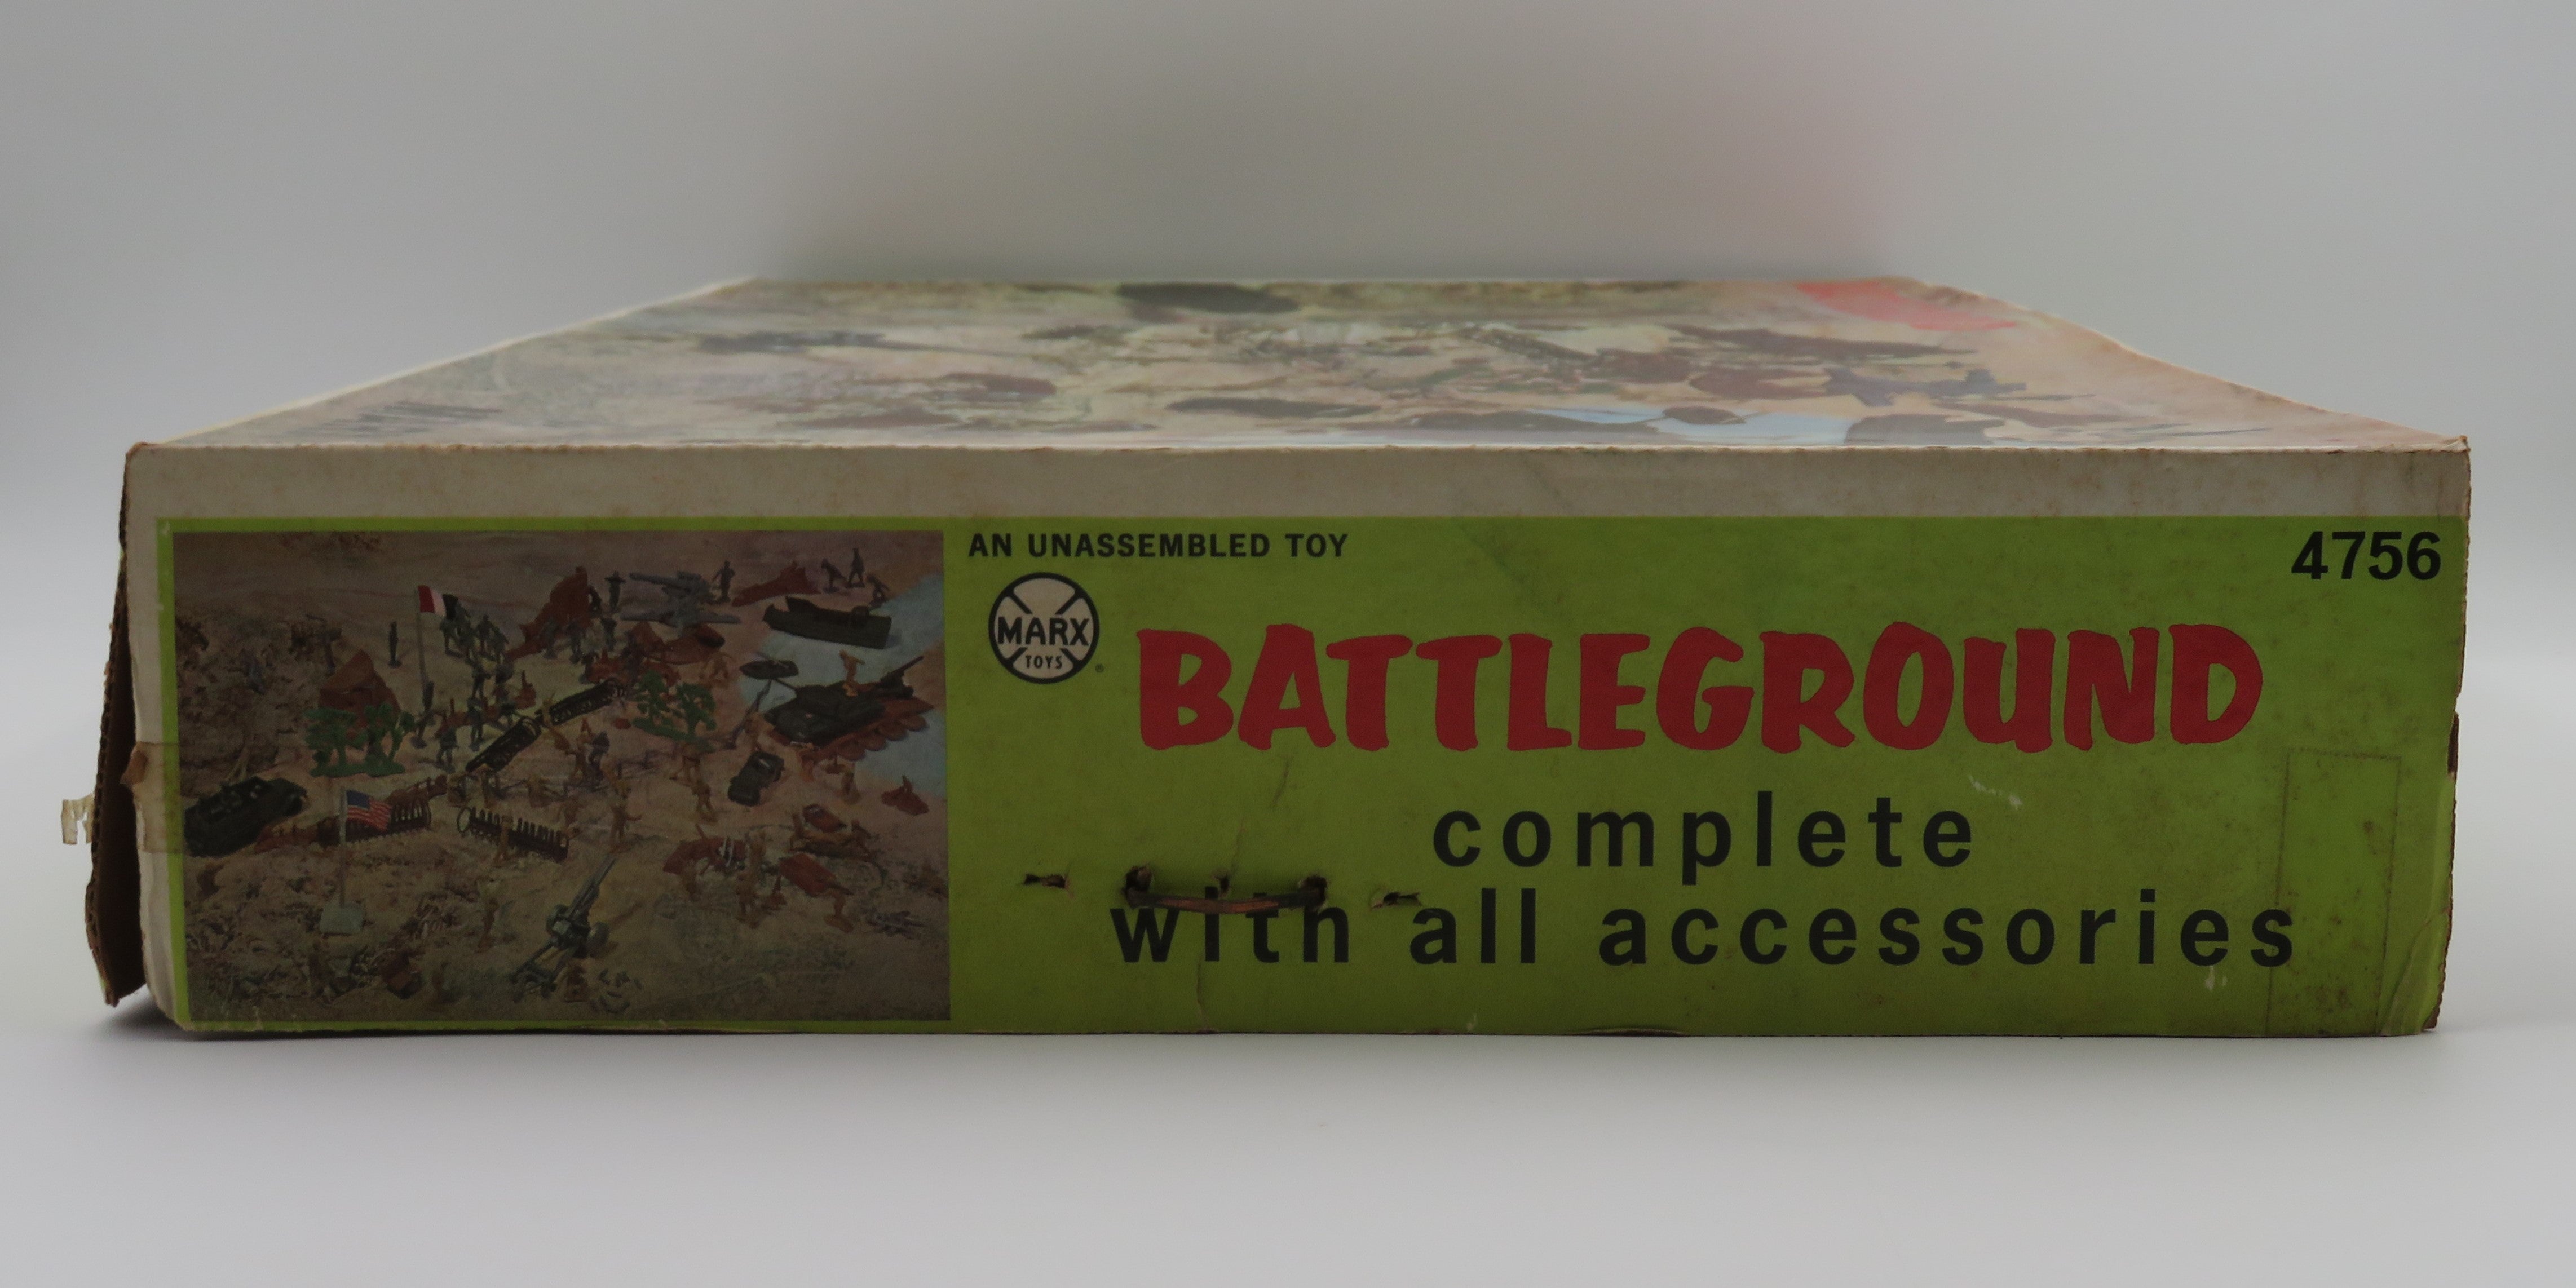 AN UNASSEMBLED TOY
4756
MARX
TOYS
BATTLEGROUND
complete
with all accessories